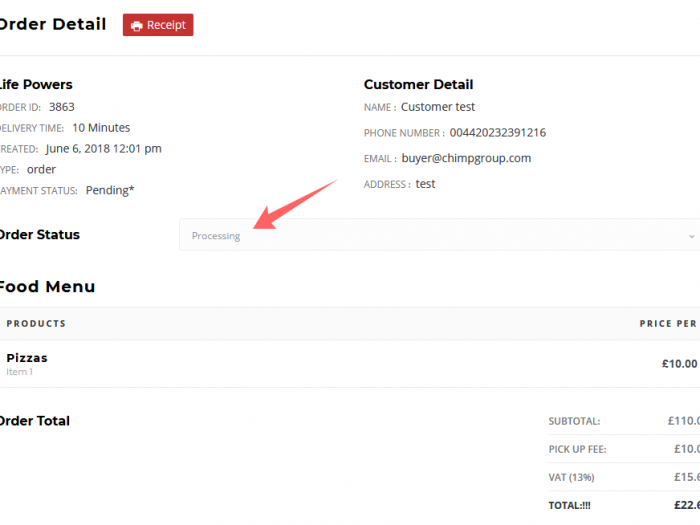 Order Detail Receipt
Life Powers
ORDER ID: 3863
DELIVERY TIME: 10 Minutes
CREATED: June 6, 2018 12:01 pm
TYPE: order
PAYMENT STATUS: Pending*
Customer Detail
NAME : Customer test
PHONE NUMBER : 004420232391216
EMAIL : buyer@chimpgroup.com
ADDRESS : test
Order Status Processing
Food Menu
PRODUCTS PRICE PER
Pizzas £10.00
Item 1
Order Total
SUBTOTAL: £110.0
PICK UP FEE: £10.0
VAT (13%) £15.6
TOTAL:!!! £22.6